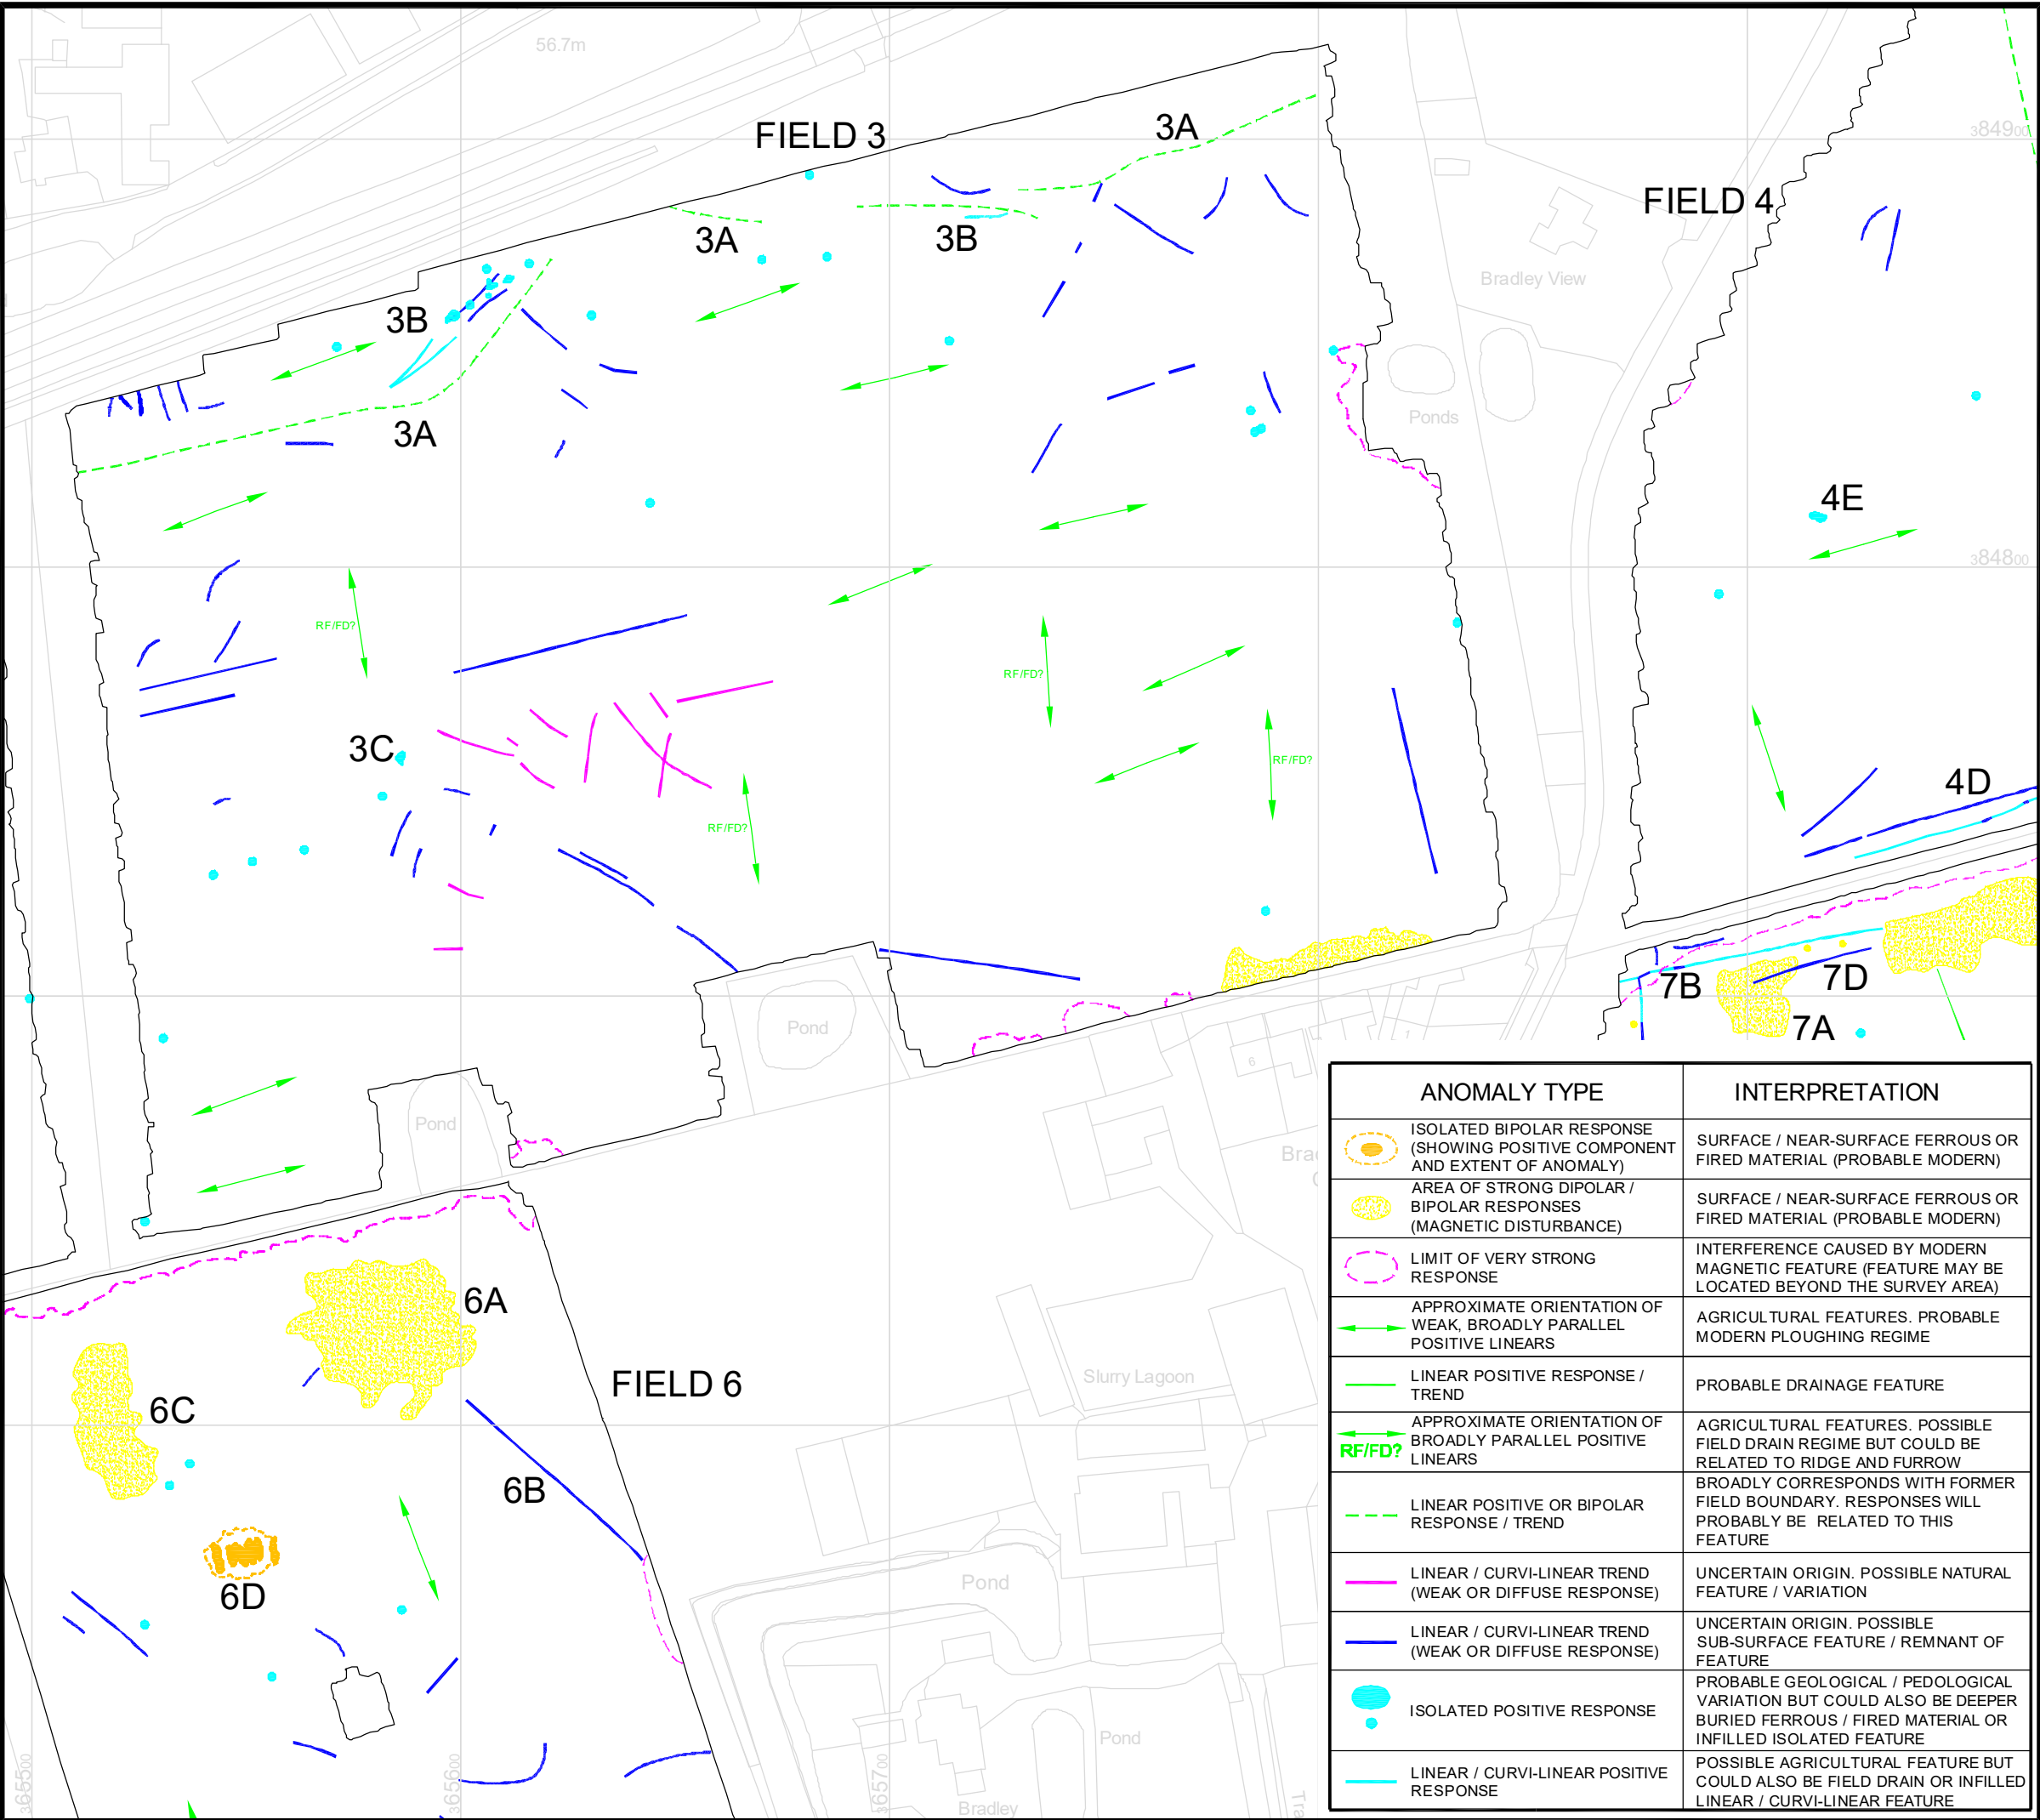 56.7m
FIELD 3
3A
384900
FIELD 4
3A
3B
Bradley View
3B
3A
Ponds
4E
384800
RF/FD?
RF/FD?
3C
RF/FD?
RF/FD?
4D
7B
7D
7A
Pond
6
1
Pond
6A
FIELD 6
Slurry Lagoon
6C
6B
6D
Pond
Pond
Bradley
365500
365600
365700
ANOMALY TYPE
INTERPRETATION
ISOLATED BIPOLAR RESPONSE
(SHOWING POSITIVE COMPONENT
AND EXTENT OF ANOMALY)
SURFACE / NEAR-SURFACE FERROUS OR
FIRED MATERIAL (PROBABLE MODERN)
AREA OF STRONG DIPOLAR /
BIPOLAR RESPONSES
(MAGNETIC DISTURBANCE)
SURFACE / NEAR-SURFACE FERROUS OR
FIRED MATERIAL (PROBABLE MODERN)
LIMIT OF VERY STRONG
RESPONSE
INTERFERENCE CAUSED BY MODERN
MAGNETIC FEATURE (FEATURE MAY BE
LOCATED BEYOND THE SURVEY AREA)
APPROXIMATE ORIENTATION OF
WEAK, BROADLY PARALLEL
POSITIVE LINEARS
AGRICULTURAL FEATURES. PROBABLE
MODERN PLOUGHING REGIME
LINEAR POSITIVE RESPONSE /
TREND
PROBABLE DRAINAGE FEATURE
RF/FD?
APPROXIMATE ORIENTATION OF
BROADLY PARALLEL POSITIVE
LINEARS
AGRICULTURAL FEATURES. POSSIBLE
FIELD DRAIN REGIME BUT COULD BE
RELATED TO RIDGE AND FURROW
LINEAR POSITIVE OR BIPOLAR
RESPONSE / TREND
BROADLY CORRESPONDS WITH FORMER
FIELD BOUNDARY. RESPONSES WILL
PROBABLY BE RELATED TO THIS
FEATURE
LINEAR / CURVI-LINEAR TREND
(WEAK OR DIFFUSE RESPONSE)
UNCERTAIN ORIGIN. POSSIBLE NATURAL
FEATURE / VARIATION
LINEAR / CURVI-LINEAR TREND
(WEAK OR DIFFUSE RESPONSE)
UNCERTAIN ORIGIN. POSSIBLE
SUB-SURFACE FEATURE / REMNANT OF
FEATURE
ISOLATED POSITIVE RESPONSE
PROBABLE GEOLOGICAL / PEDOLOGICAL
VARIATION BUT COULD ALSO BE DEEPER
BURIED FERROUS / FIRED MATERIAL OR
INFILLED ISOLATED FEATURE
LINEAR / CURVI-LINEAR POSITIVE
RESPONSE
POSSIBLE AGRICULTURAL FEATURE BUT
COULD ALSO BE FIELD DRAIN OR INFILLED
LINEAR / CURVI-LINEAR FEATURE